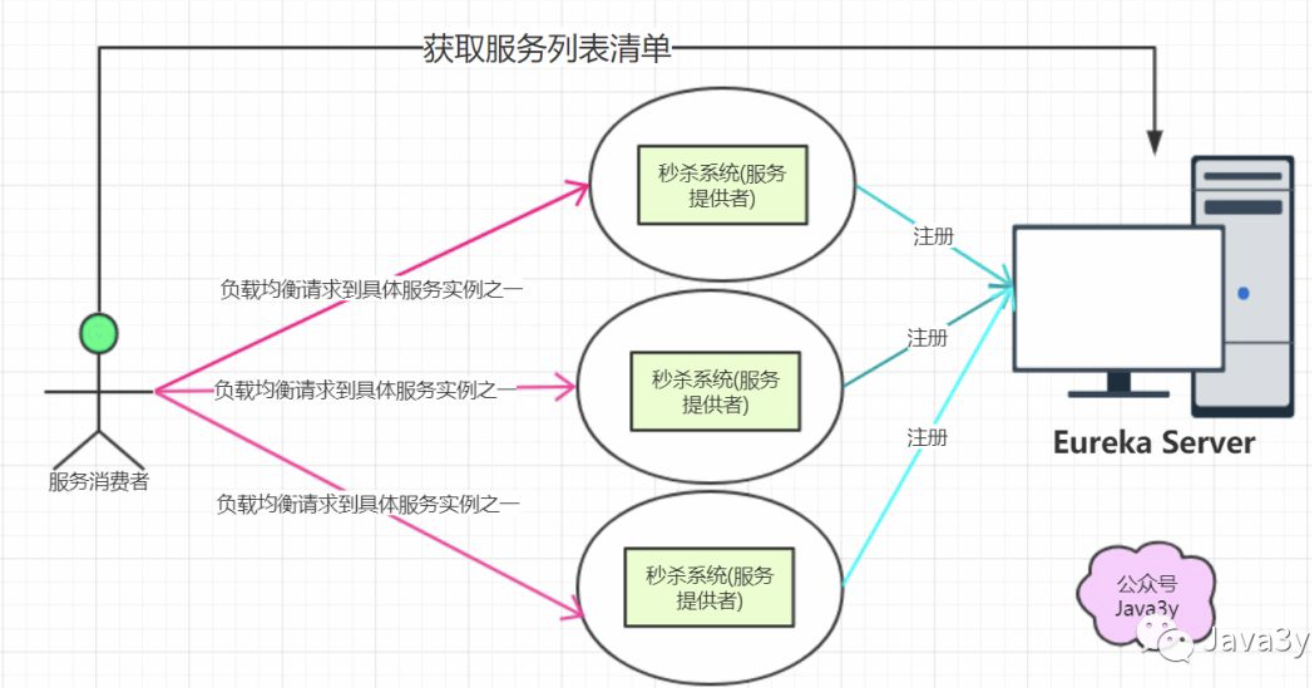 获取服务列表清单
秒杀系统(服务
提供者)
注册
负载均衡请求到具体服务实例之一
秒杀系统(服务
提供者)
注册
负载均衡请求到具体服务实例之一
注册
Eureka Server
服务消费者
负载均衡请求到具体服务实例之一
秒杀系统(服务
提供者)
公众号
Java3y
Java3y